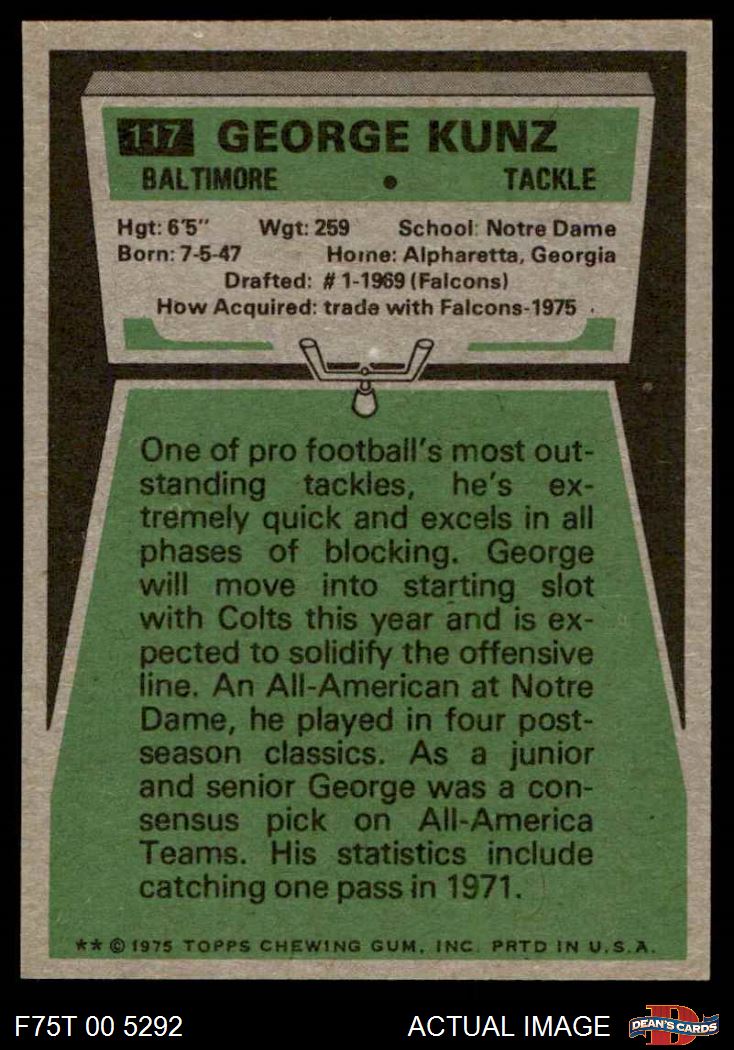 117 GEORGE KUNZ
BALTIMORE • TACKLE
Hgt: 6'5" Wgt: 259 School: Notre Dame
Born: 7-5-47 Home: Alpharetta, Georgia
Drafted: #1-1969 (Falcons)
How Acquired: trade with Falcons-1975
One of pro football's most out-
standing tackles, he's ex-
tremely quick and excels in all
phases of blocking. George
will move into starting slot
with Colts this year and is ex-
pected to solidify the offensive
line. An All-American at Notre
Dame, he played in four post-
season classics. As a junior
and senior George was a con-
sensus pick on All-America
Teams. His statistics include
catching one pass in 1971.
** © 1975 TOPPS CHEWING GUM, INC. PRTD IN U.S.A.
F75T 00 5292 ACTUAL IMAGE D DEAN'S CARDS